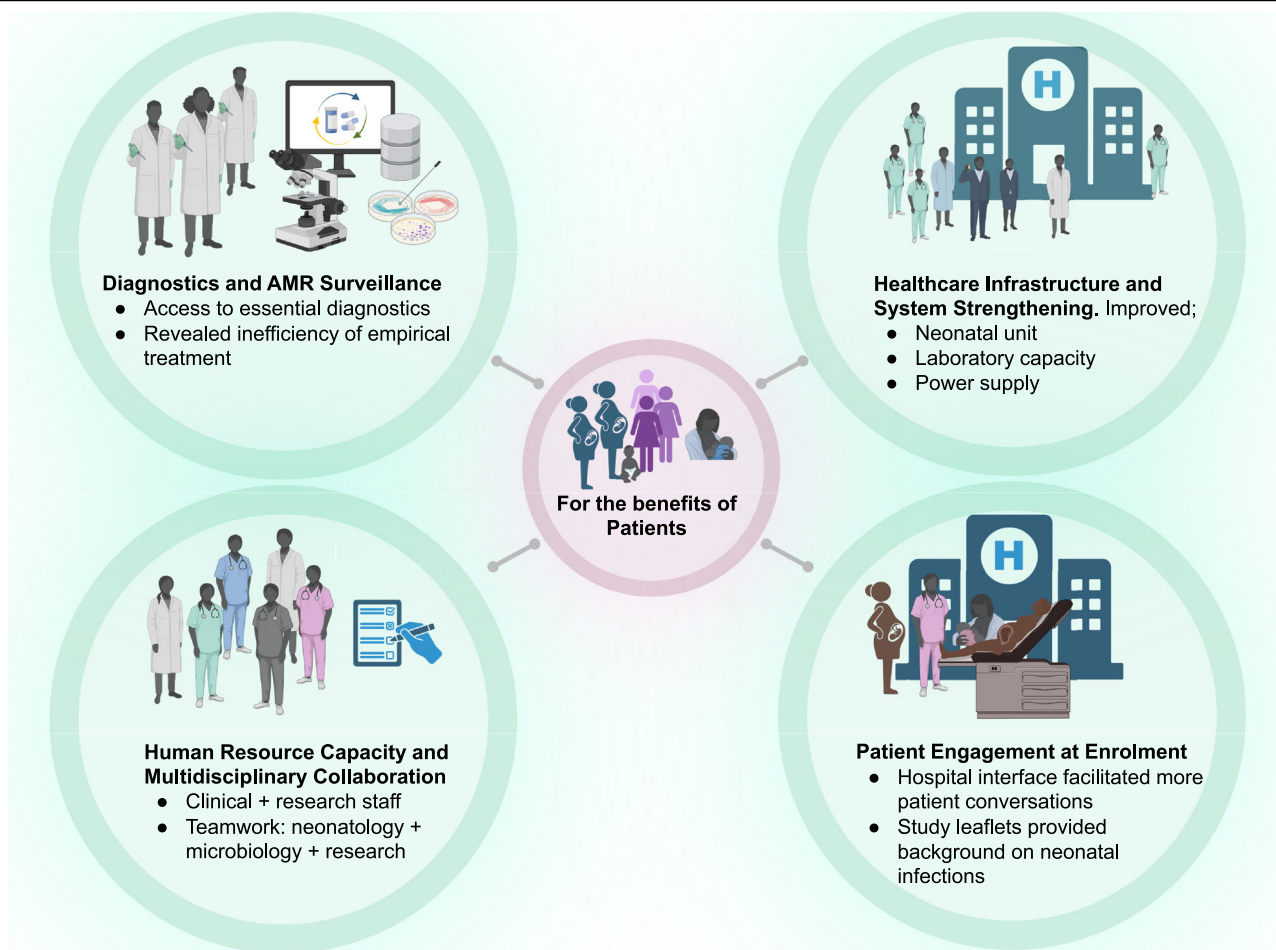 H
Diagnostics and AMR Surveillance
● Access to essential diagnostics
● Revealed inefficiency of empirical
treatment
Healthcare Infrastructure and
System Strengthening. Improved;
● Neonatal unit
● Laboratory capacity
● Power supply
For the benefits of
Patients
H
Human Resource Capacity and
Multidisciplinary Collaboration
● Clinical + research staff
● Teamwork: neonatology +
microbiology + research
Patient Engagement at Enrolment
● Hospital interface facilitated more
patient conversations
● Study leaflets provided
background on neonatal
infections